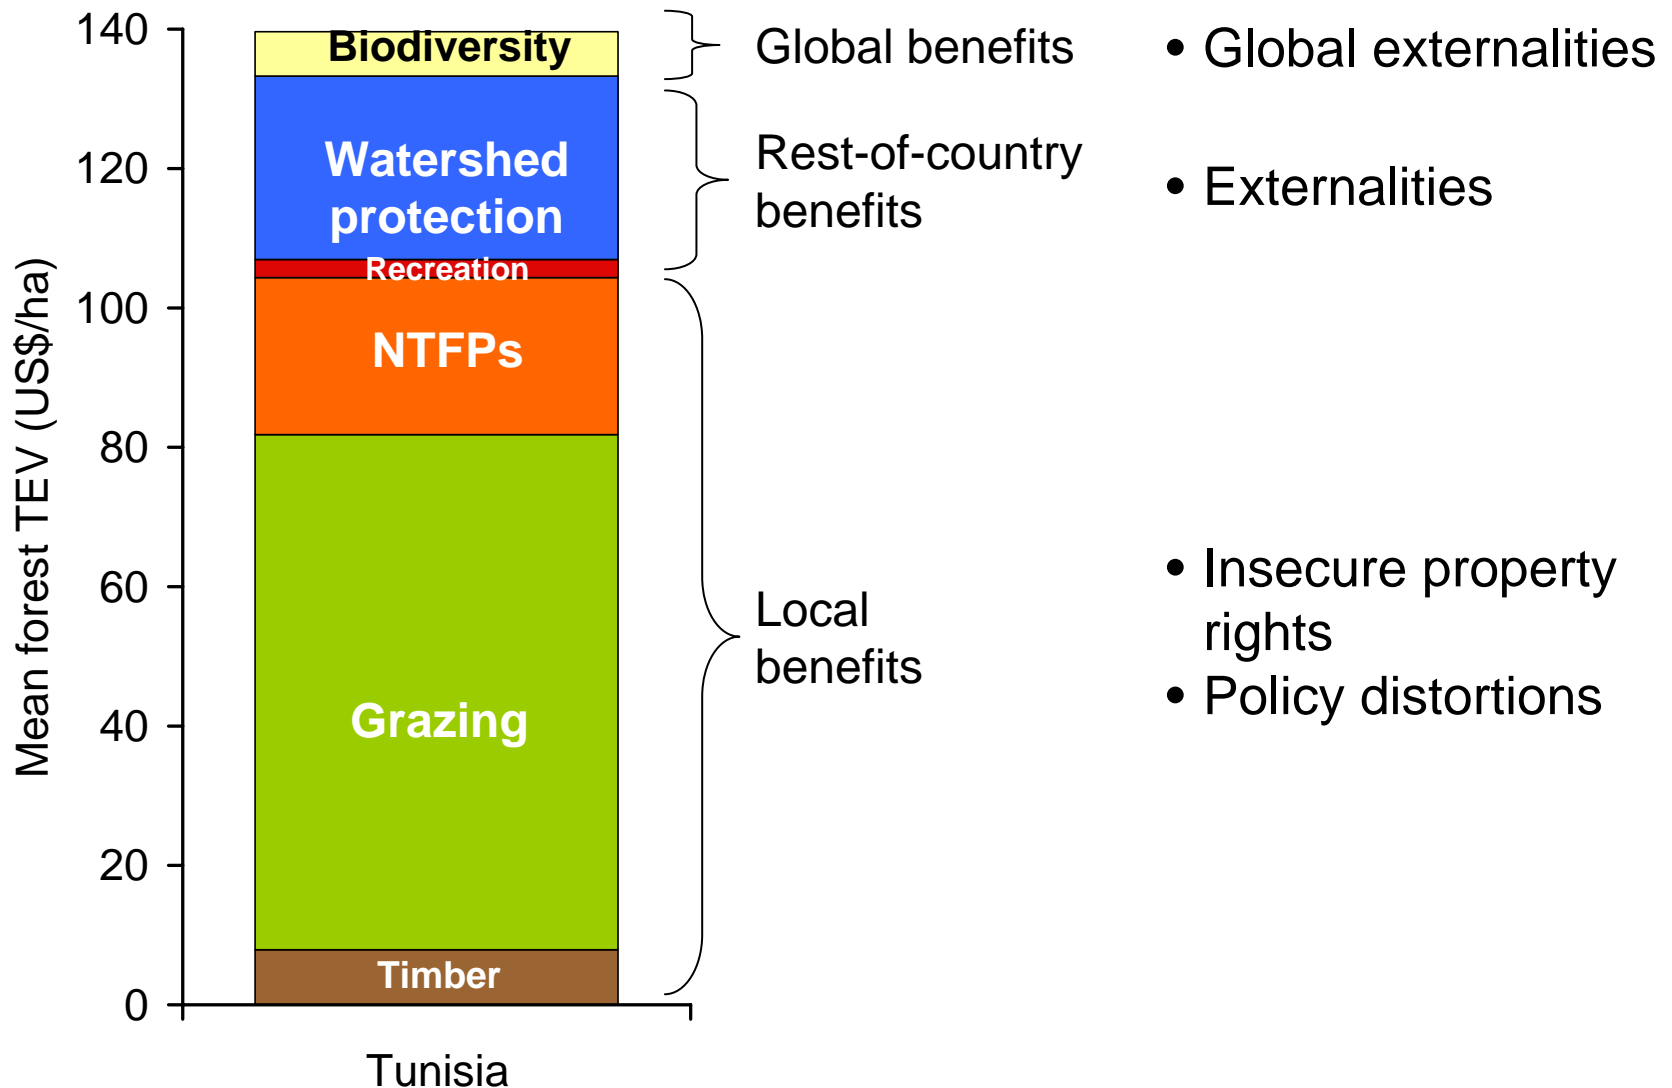 Mean forest TEV (US$/ha)
140
120
100
80
60
40
20
0
Biodiversity
Watershed
protection
Recreation
NTFPs
Grazing
Timber
Tunisia
Global benefits
Rest-of-country
benefits
Local
benefits
• Global externalities
• Externalities
• Insecure property
rights
• Policy distortions